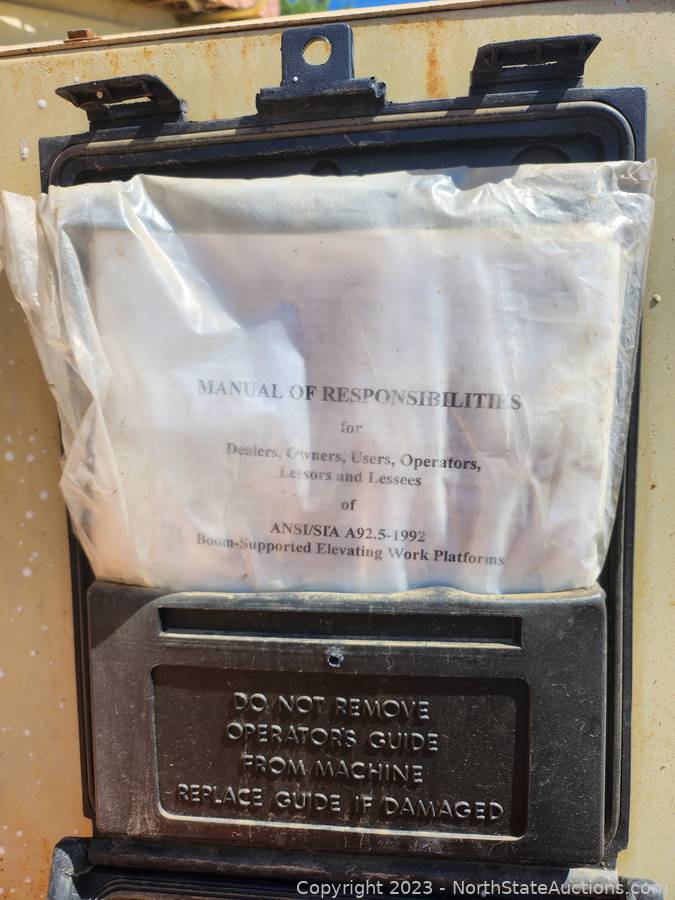 MANUAL OF RESPONSIBILITIES
for
Dealers, Owners, Users, Operators,
Lessors and Lessees
of
ANSI/SIA A92.5-1992
Boom-Supported Elevating Work Platforms
DO NOT REMOVE
OPERATOR'S GUIDE
FROM MACHINE
REPLACE GUIDE IF DAMAGED
Copyright 2023 - NorthStateAuctions.com